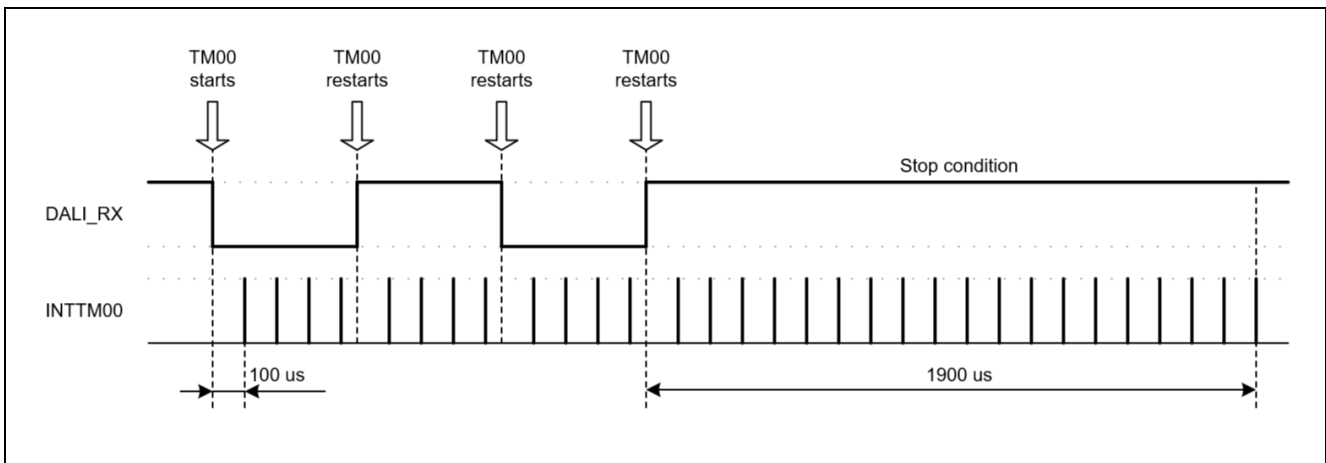 TM00
starts
TM00
restarts
TM00
restarts
TM00
restarts
Stop condition
DALI_RX
INTTM00
100 us
1900 us